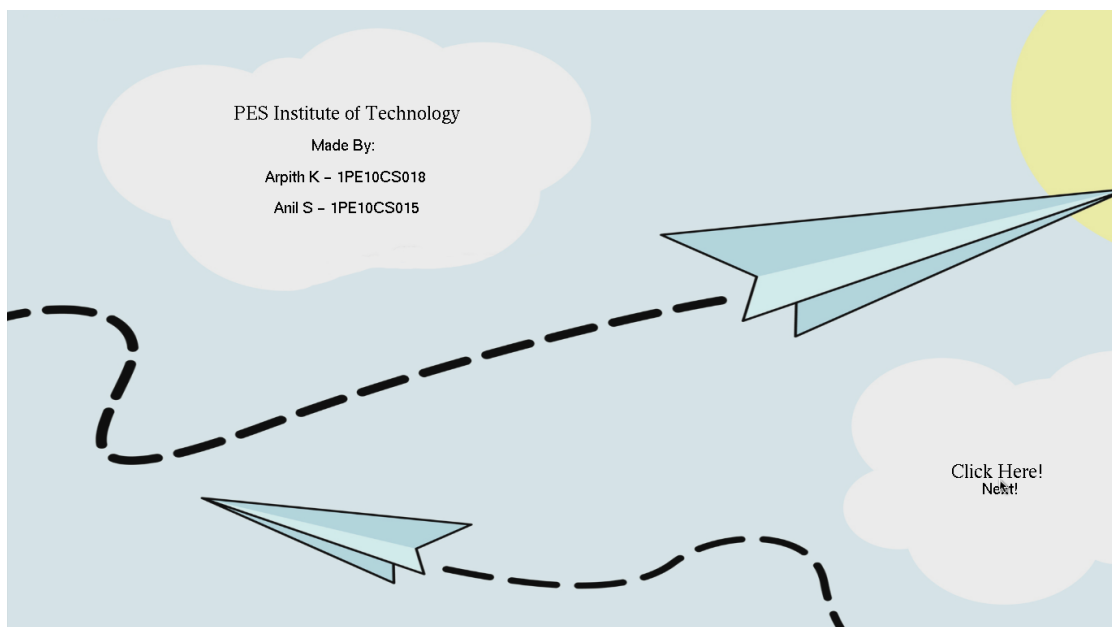 PES Institute of Technology
Made By:
Arpith K - 1PE10CS018
Anil S - 1PE10CS015
Click Here!
Next!